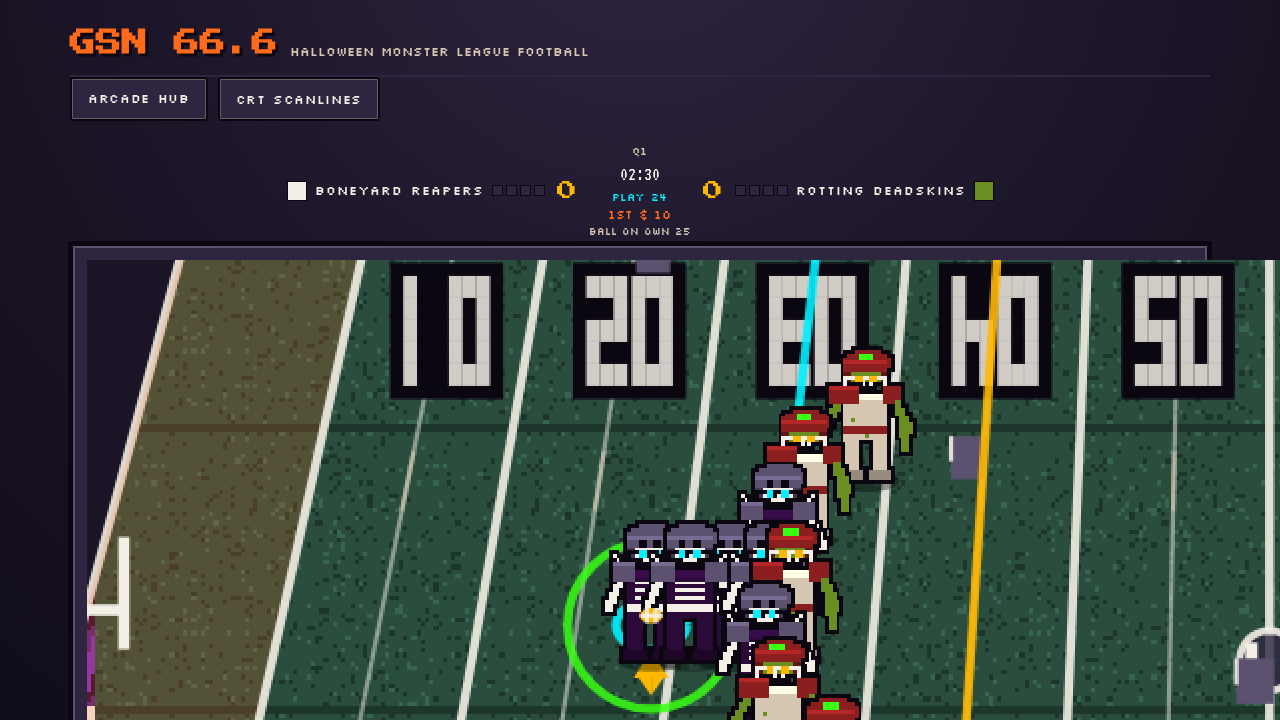 GSN 66.6 HALLOWEEN MONSTER LEAGUE FOOTBALL
ARCADE HUB CRT SCANLINES
Q1
02:30
BONEYARD REAPERS 0 0 ROTTING DEADSKINS
PLAY 24
1ST & 10
BALL ON OWN 25
10 20 40 50